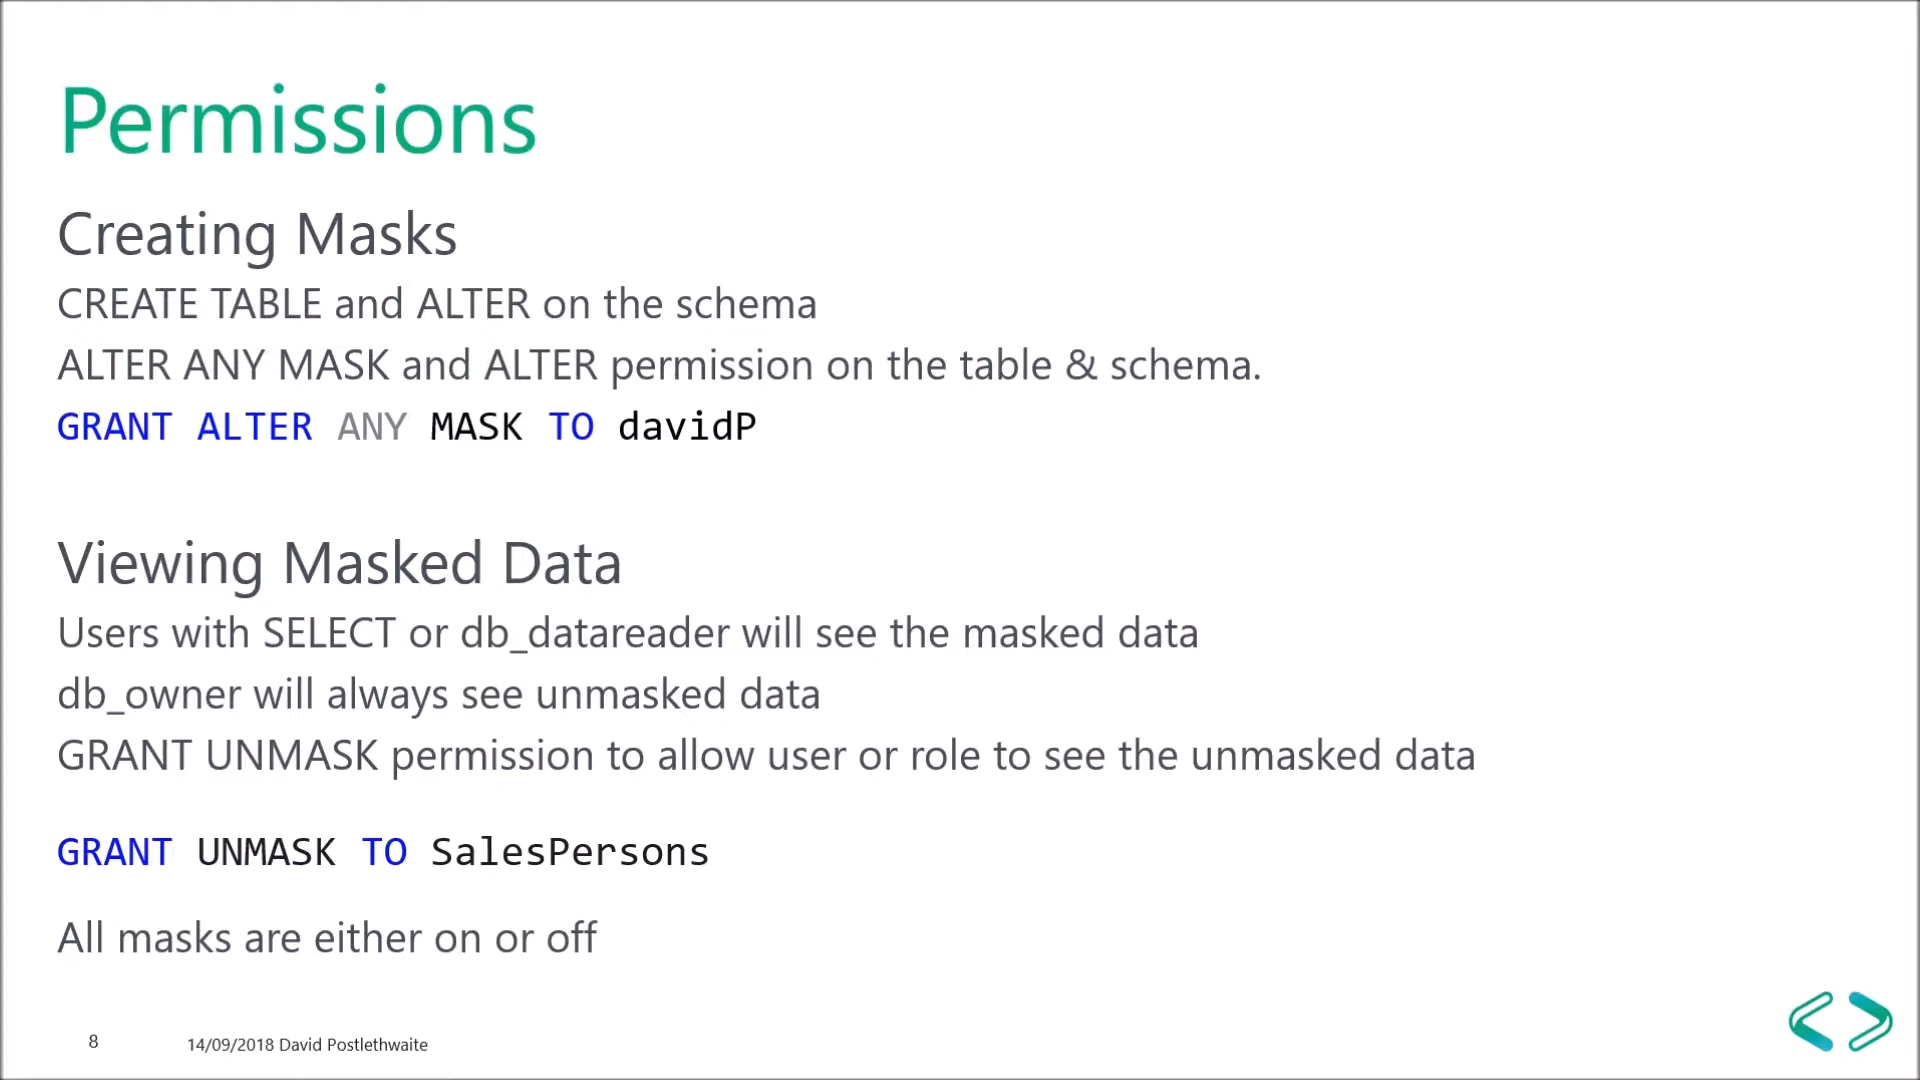 Permissions
Creating Masks
CREATE TABLE and ALTER on the schema
ALTER ANY MASK and ALTER permission on the table & schema.
GRANT ALTER ANY MASK TO davidP
Viewing Masked Data
Users with SELECT or db_datareader will see the masked data
db_owner will always see unmasked data
GRANT UNMASK permission to allow user or role to see the unmasked data
GRANT UNMASK TO SalesPersons
All masks are either on or off
8
14/09/2018 David Postlethwaite